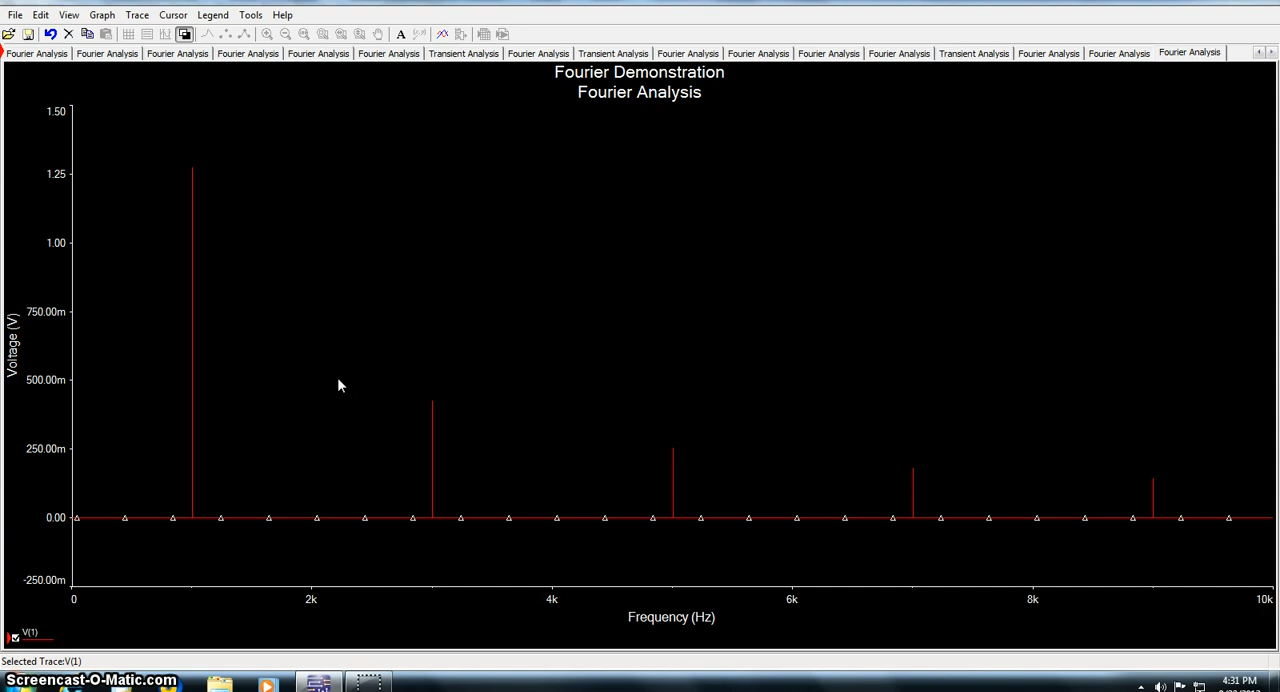 File Edit View Graph Trace Cursor Legend Tools Help
A
Fourier Analysis Fourier Analysis Fourier Analysis Fourier Analysis Fourier Analysis Fourier Analysis Transient Analysis Fourier Analysis Transient Analysis Fourier Analysis Fourier Analysis Fourier Analysis Fourier Analysis Transient Analysis Fourier Analysis Fourier Analysis Fourier Analysis
Fourier Demonstration
Fourier Analysis
1.50
1.25
1.00
750.00m
500.00m
250.00m
0.00
-250.00m
Voltage (V)
0 2k 4k 6k 8k 10k
Frequency (Hz)
V(1)
Selected Trace:V(1)
Screencast-O-Matic.com
4:31 PM